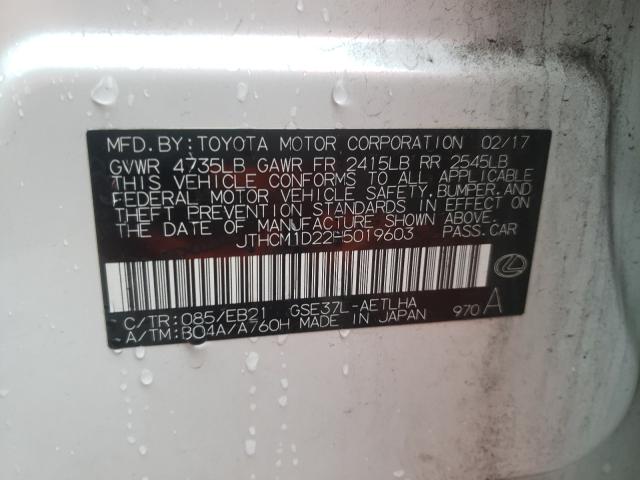 MFD.BY:TOYOTA MOTOR CORPORATION 02/17
GVWR 4735LB GAWR FR 2415LB RR 2545LB
THIS VEHICLE CONFORMS TO ALL APPLICABLE
FEDERAL MOTOR VEHICLE SAFETY,BUMPER,AND
THEFT PREVENTION STANDARDS IN EFFECT ON
THE DATE OF MANUFACTURE SHOWN ABOVE.
JTHCM1D22H5019603 PASS.CAR
C/TR:085/EB21 GSE37L-AETLHA
A/TM:B04A/A760H MADE IN JAPAN 970 A